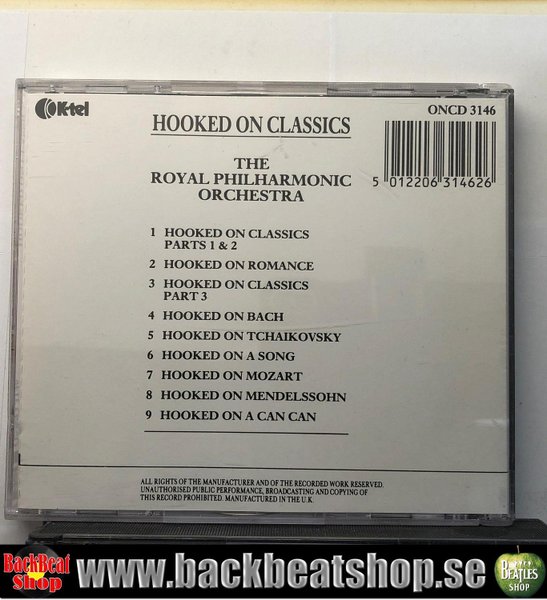 K-tel
ONCD 3146
HOOKED ON CLASSICS
THE
ROYAL PHILHARMONIC
ORCHESTRA
5 012206 314626
1 HOOKED ON CLASSICS
PARTS 1 & 2
2 HOOKED ON ROMANCE
3 HOOKED ON CLASSICS
PART 3
4 HOOKED ON BACH
5 HOOKED ON TCHAIKOVSKY
6 HOOKED ON A SONG
7 HOOKED ON MOZART
8 HOOKED ON MENDELSSOHN
9 HOOKED ON A CAN CAN
ALL RIGHTS OF THE MANUFACTURER AND OF THE RECORDED WORK RESERVED.
UNAUTHORISED PUBLIC PERFORMANCE, BROADCASTING AND COPYING OF
THIS RECORD PROHIBITED. MANUFACTURED IN THE U.K.
BackBeat
Shop
www.backbeatshop.se
BEATLES
SHOP